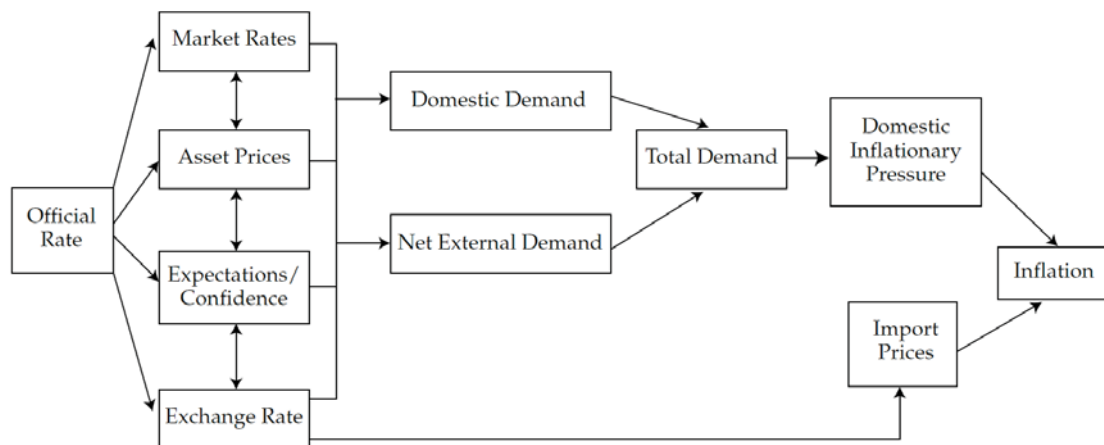 Market Rates
Asset Prices
Official
Rate
Expectations/
Confidence
Exchange Rate
Domestic Demand
Net External Demand
Total Demand
Domestic
Inflationary
Pressure
Import
Prices
Inflation